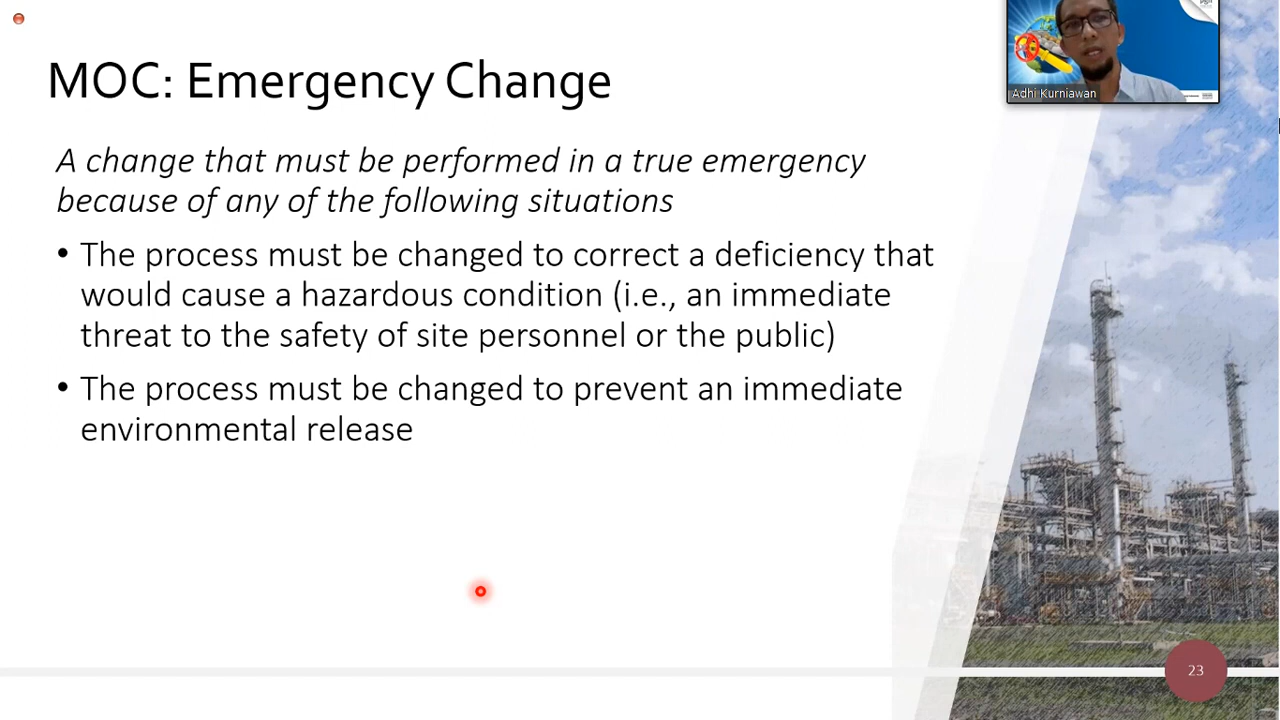 MOC: Emergency Change
Adhi Kurniawan
A change that must be performed in a true emergency
because of any of the following situations
• The process must be changed to correct a deficiency that
would cause a hazardous condition (i.e., an immediate
threat to the safety of site personnel or the public)
• The process must be changed to prevent an immediate
environmental release
23